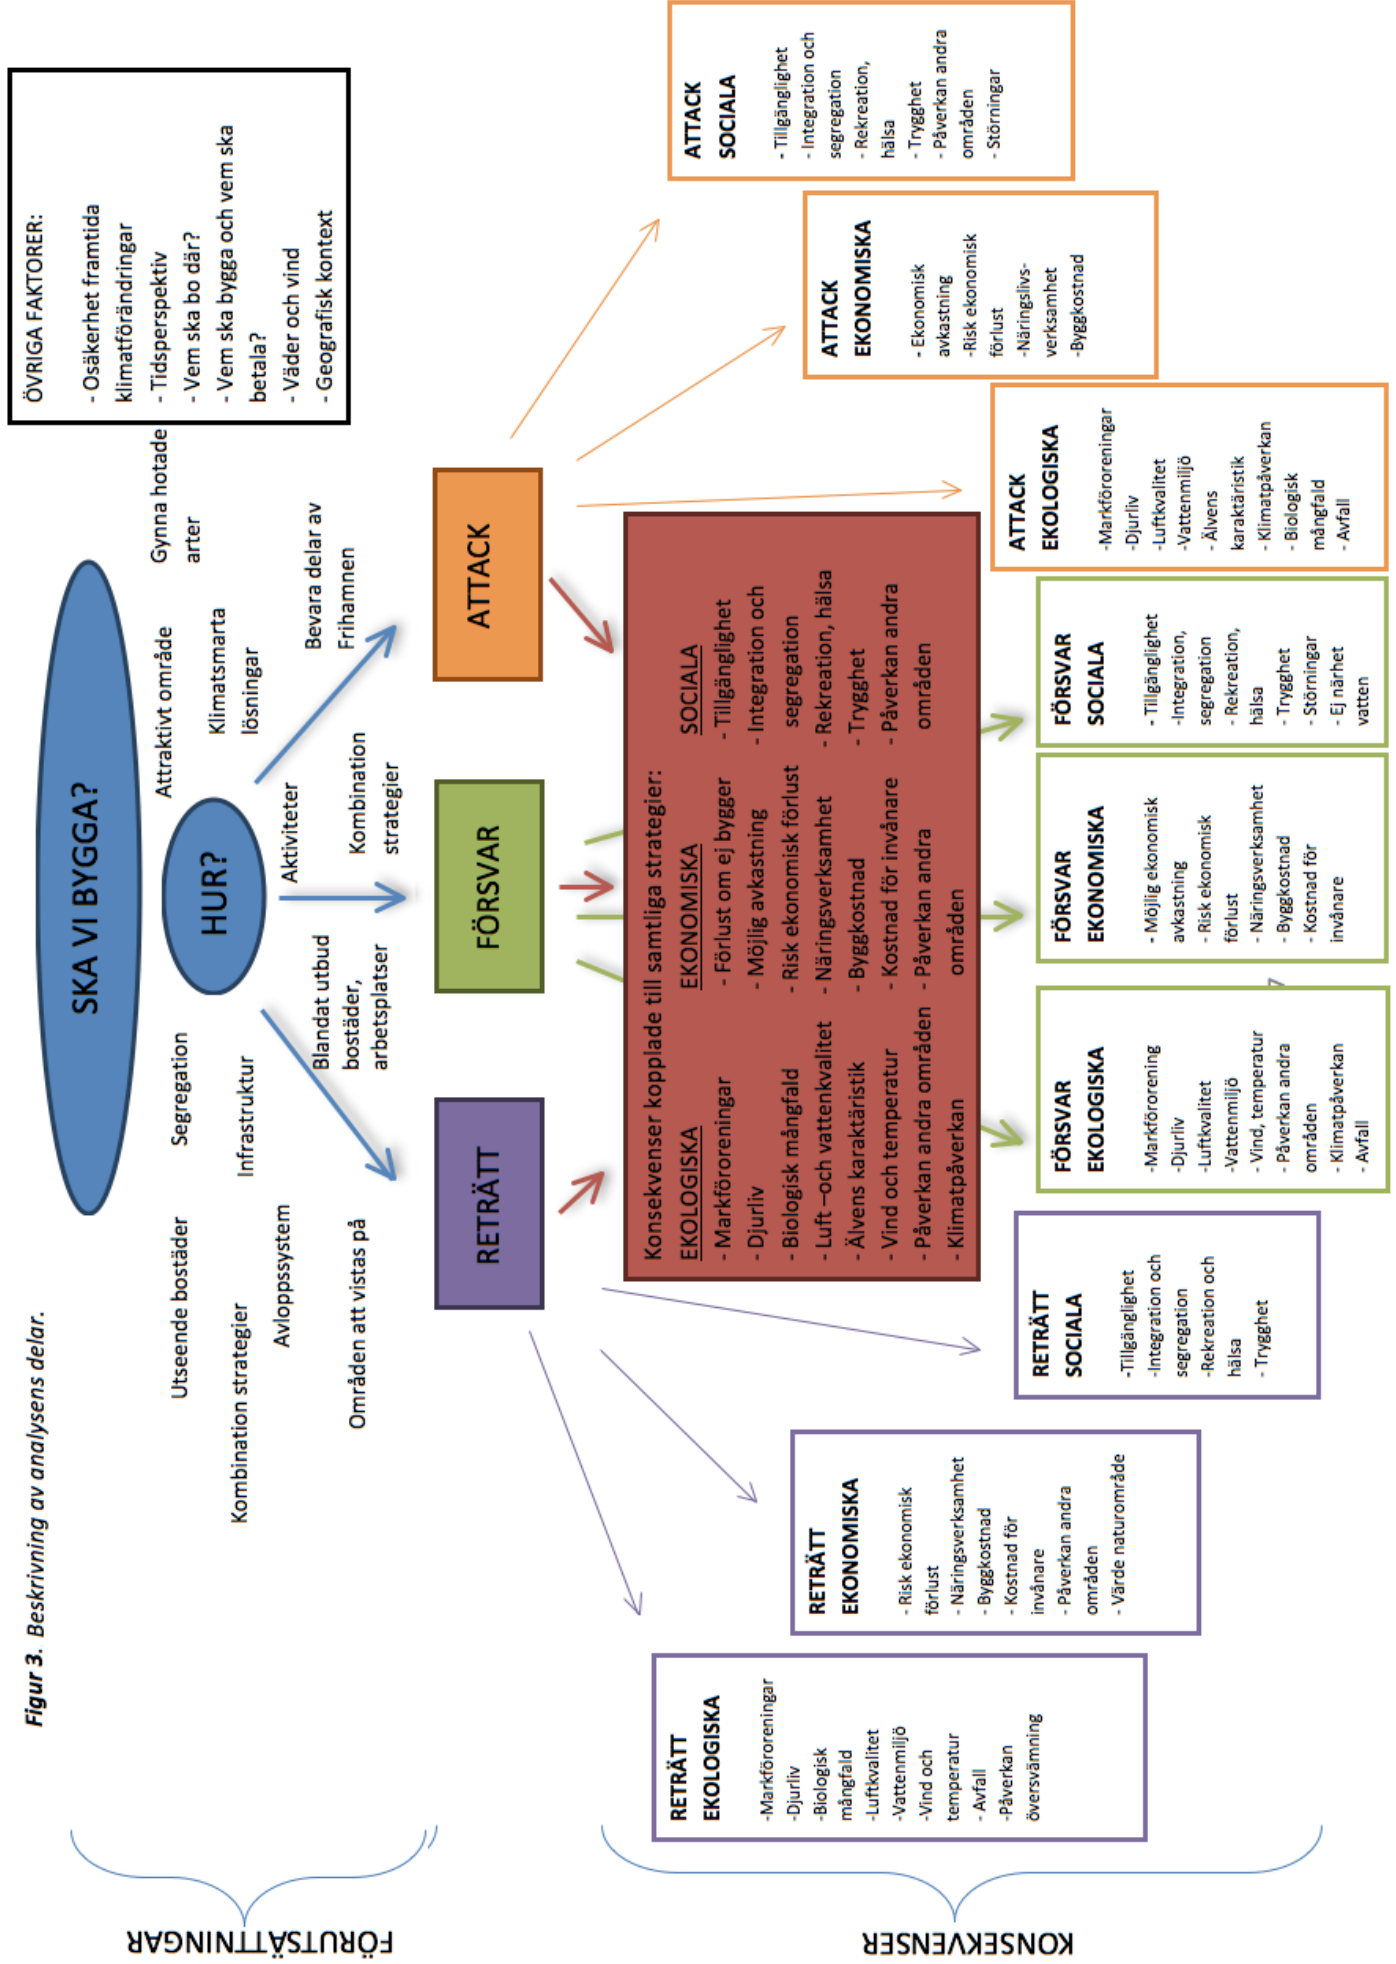 Figur 3. Beskrivning av analysens delar.
FÖRUTSÄTTNINGAR
SKA VI BYGGA?
HUR?
Utseende bostäder
Segregation
Attraktivt område
Gynna hotade
arter
Kombination strategier
Infrastruktur
Klimatsmarta
lösningar
Avloppssystem
Aktiviteter
Bevara delar av
Frihamnen
Områden att vistas på
Blandat utbud
bostäder,
arbetsplatser
Kombination
strategier
ÖVRIGA FAKTORER:
- Osäkerhet framtida
klimatförändringar
- Tidsperspektiv
- Vem ska bo där?
- Vem ska bygga och vem ska
betala?
- Väder och vind
- Geografisk kontext
RETRÄTT
FÖRSVAR
ATTACK
KONSEKVENSER
Konsekvenser kopplade till samtliga strategier:
EKOLOGISKA
- Markföroreningar
- Djurliv
- Biologisk mångfald
- Luft –och vattenkvalitet
- Älvens karaktäristik
- Vind och temperatur
- Påverkan andra områden
- Klimatpåverkan
EKONOMISKA
- Förlust om ej bygger
- Möjlig avkastning
- Risk ekonomisk förlust
- Näringsverksamhet
- Byggkostnad
- Kostnad för invånare
- Påverkan andra
områden
SOCIALA
- Tillgänglighet
- Integration och
segregation
- Rekreation, hälsa
- Trygghet
- Påverkan andra
områden
RETRÄTT
EKOLOGISKA
-Markföroreningar
-Djurliv
-Biologisk
mångfald
-Luftkvalitet
-Vattenmiljö
-Vind och
temperatur
- Avfall
-Påverkan
översvämning
RETRÄTT
EKONOMISKA
- Risk ekonomisk
förlust
- Näringsverksamhet
- Byggkostnad
- Kostnad för
invånare
- Påverkan andra
områden
- Värde naturområde
RETRÄTT
SOCIALA
-Tillgänglighet
-Integration och
segregation
-Rekreation och
hälsa
- Trygghet
FÖRSVAR
EKOLOGISKA
-Markförorening
-Djurliv
-Luftkvalitet
-Vattenmiljö
- Vind, temperatur
- Påverkan andra
områden
- Klimatpåverkan
- Avfall
FÖRSVAR
EKONOMISKA
- Möjlig ekonomisk
avkastning
- Risk ekonomisk
förlust
- Näringsverksamhet
- Byggkostnad
- Kostnad för
invånare
FÖRSVAR
SOCIALA
- Tillgänglighet
-Integration,
segregation
- Rekreation,
hälsa
- Trygghet
- Störningar
- Ej närhet
vatten
ATTACK
EKOLOGISKA
-Markföroreningar
-Djurliv
-Luftkvalitet
-Vattenmiljö
- Älvens
karaktäristik
- Klimatpåverkan
- Biologisk
mångfald
- Avfall
ATTACK
EKONOMISKA
- Ekonomisk
avkastning
-Risk ekonomisk
förlust
-Näringslivs-
verksamhet
-Byggkostnad
ATTACK
SOCIALA
- Tillgänglighet
- Integration och
segregation
- Rekreation,
hälsa
- Trygghet
- Påverkan andra
områden
- Störningar